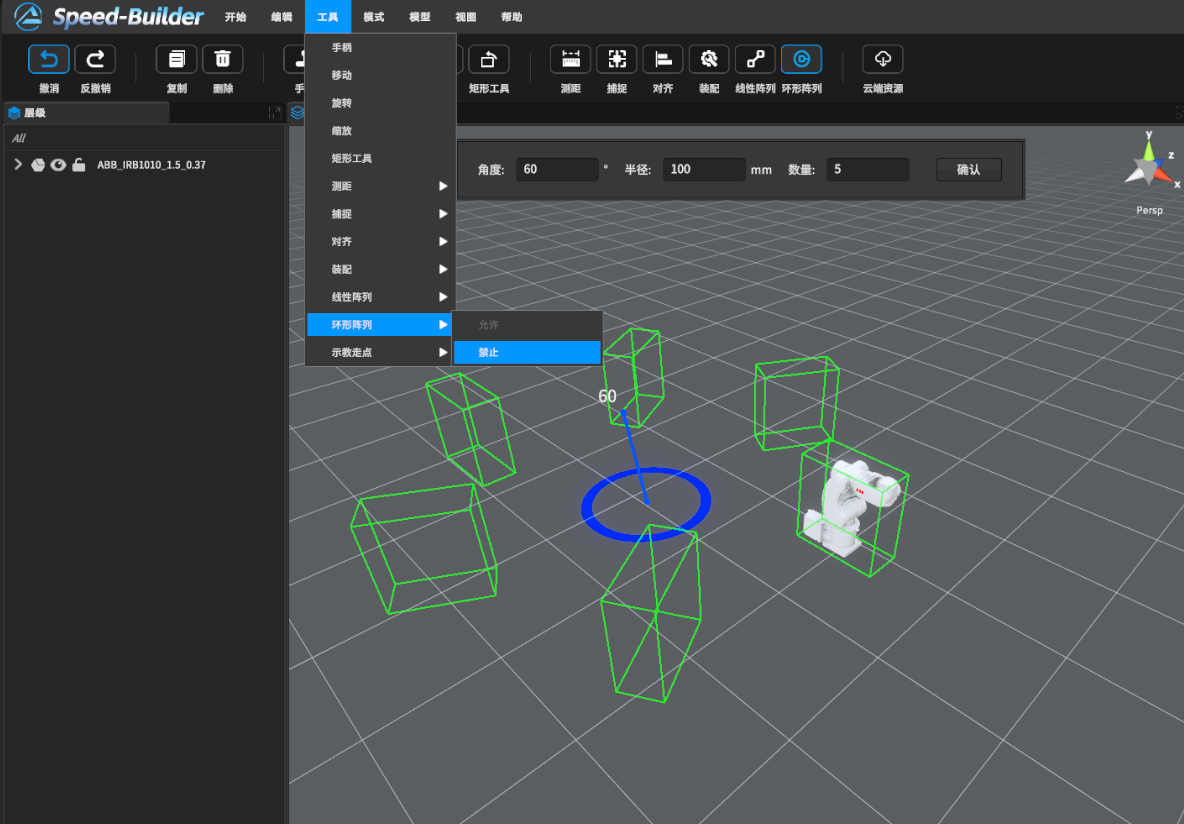 Speed-Builder 开始 编辑 工具 模式 模型 视图 帮助
撤消 反撤销 复制 删除 手 矩形工具 测距 捕捉 对齐 装配 线性阵列 环形阵列 云端资源
层级
All
ABB_IRB1010_1.5_0.37
手柄
移动
旋转
缩放
矩形工具
测距
捕捉
对齐
装配
线性阵列
环形阵列
示教走点
允许
禁止
角度: 60 ° 半径: 100 mm 数量: 5 确认
y
z
x
Persp
60
ABB